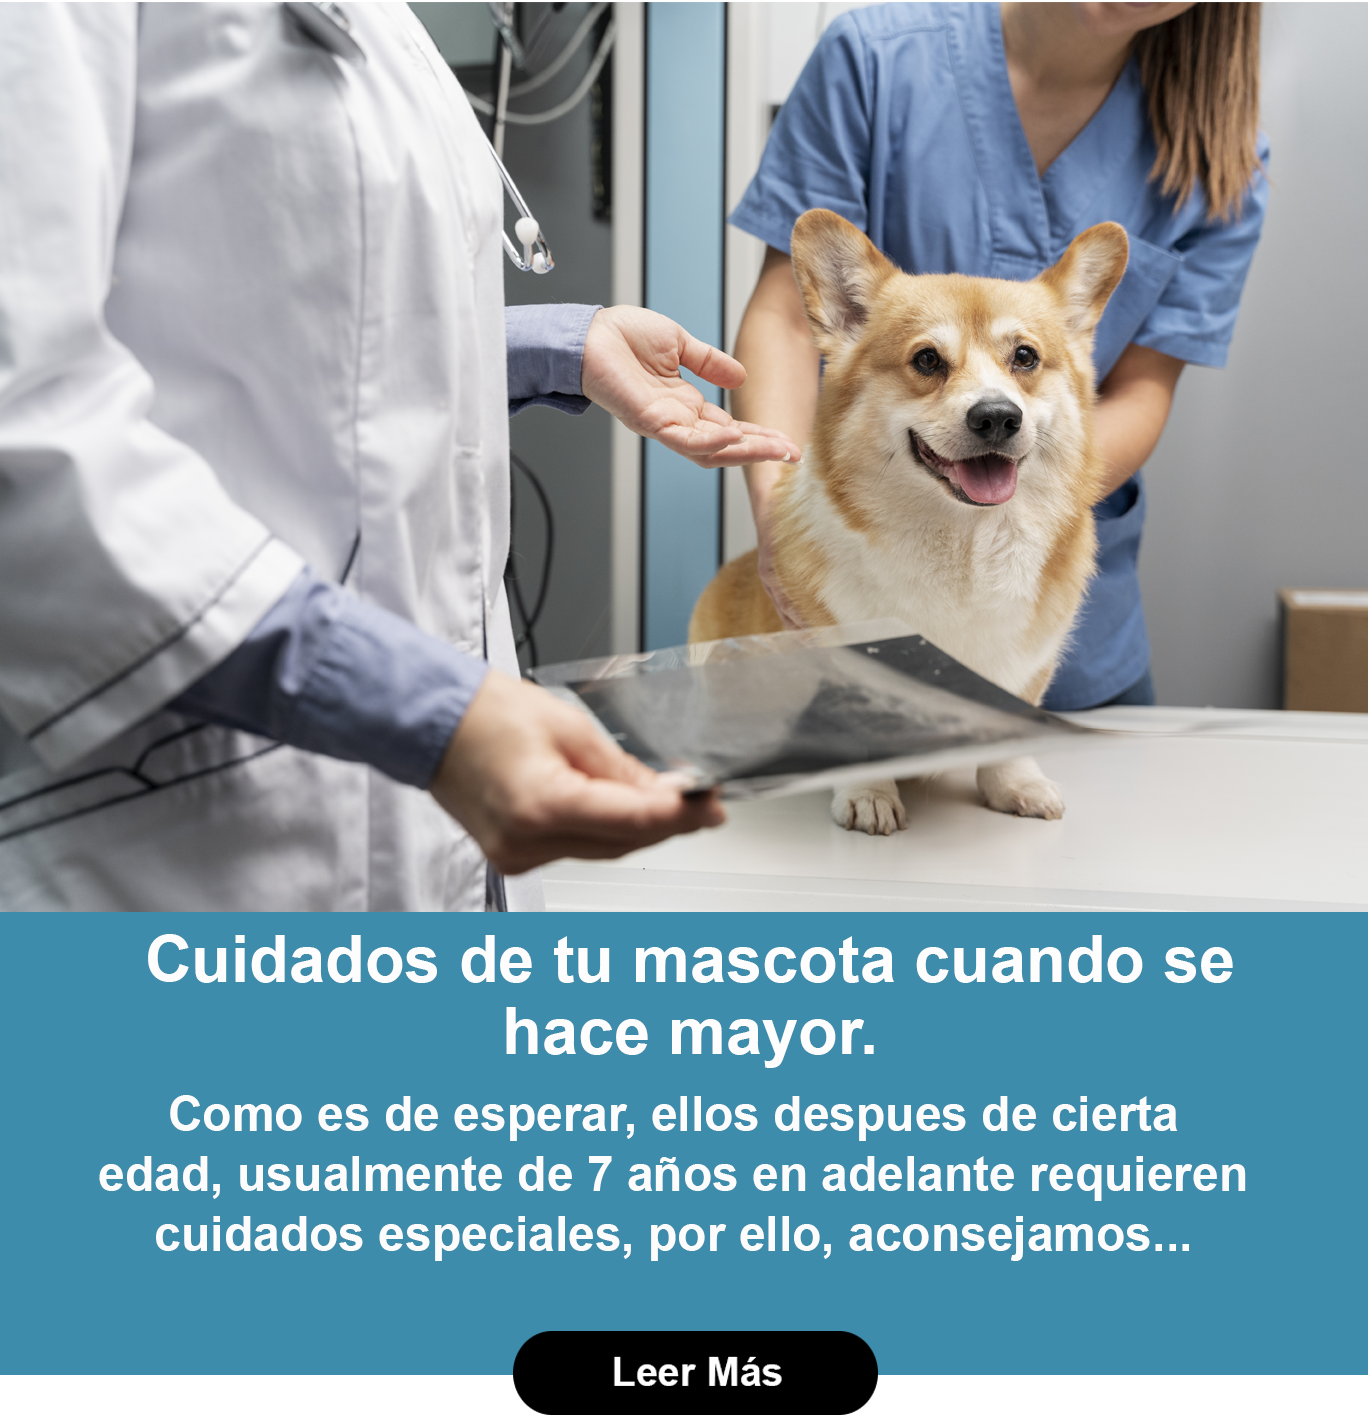 Cuidados de tu mascota cuando se
hace mayor.
Como es de esperar, ellos despues de cierta
edad, usualmente de 7 años en adelante requieren
cuidados especiales, por ello, aconsejamos...
Leer Más